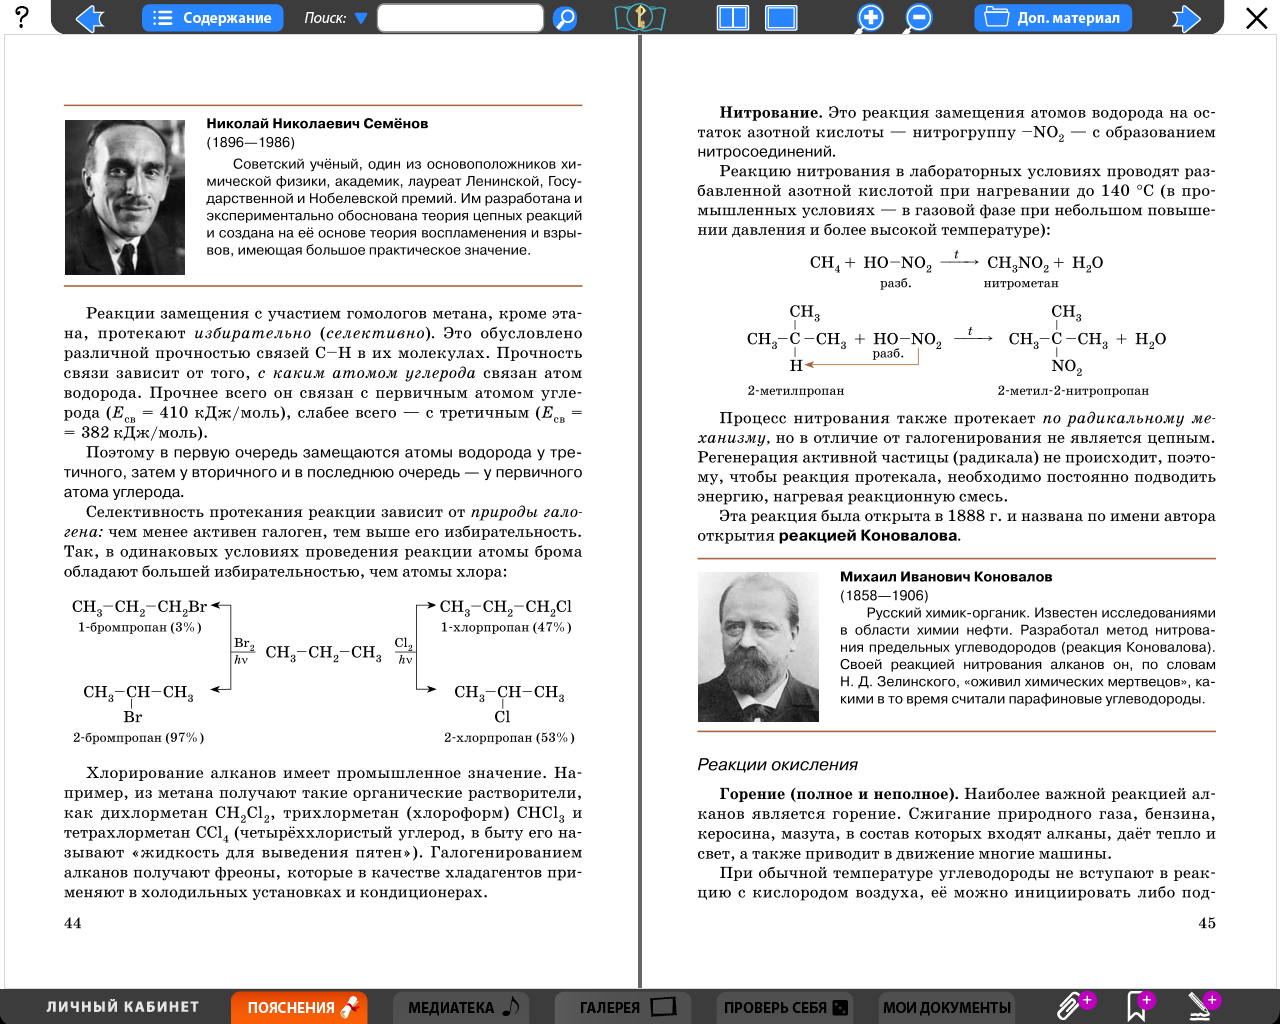 ?
Содержание
Поиск:
Доп. материал
Николай Николаевич Семёнов
(1896—1986)
Советский учёный, один из основоположников хи-
мической физики, академик, лауреат Ленинской, Госу-
дарственной и Нобелевской премий. Им разработана и
экспериментально обоснована теория цепных реакций
и создана на её основе теория воспламенения и взры-
вов, имеющая большое практическое значение.
Реакции замещения с участием гомологов метана, кроме эта-
на, протекают избирательно (селективно). Это обусловлено
различной прочностью связей C−H в их молекулах. Прочность
связи зависит от того, с каким атомом углерода связан атом
водорода. Прочнее всего он связан с первичным атомом угле-
рода (Eсв = 410 кДж/моль), слабее всего — с третичным (Eсв =
= 382 кДж/моль).
Поэтому в первую очередь замещаются атомы водорода у тре-
тичного, затем у вторичного и в последнюю очередь — у первичного
атома углерода.
Селективность протекания реакции зависит от природы гало-
гена: чем менее активен галоген, тем выше его избирательность.
Так, в одинаковых условиях проведения реакции атомы брома
обладают большей избирательностью, чем атомы хлора:
CH₃−CH₂−CH₂Br CH₃−CH₂−CH₂Cl
1-бромпропан (3%) 1-хлорпропан (47%)
Br₂ Cl₂
CH₃−CH₂−CH₃
hν hν
CH₃−CH−CH₃ CH₃−CH−CH₃
Br Cl
2-бромпропан (97%) 2-хлорпропан (53%)
Хлорирование алканов имеет промышленное значение. На-
пример, из метана получают такие органические растворители,
как дихлорметан CH₂Cl₂, трихлорметан (хлороформ) CHCl₃ и
тетрахлорметан CCl₄ (четырёххлористый углерод, в быту его на-
зывают «жидкость для выведения пятен»). Галогенированием
алканов получают фреоны, которые в качестве хладагентов при-
меняют в холодильных установках и кондиционерах.
44
Нитрование. Это реакция замещения атомов водорода на ос-
таток азотной кислоты — нитрогруппу −NO₂ — с образованием
нитросоединений.
Реакцию нитрования в лабораторных условиях проводят раз-
бавленной азотной кислотой при нагревании до 140 °C (в про-
мышленных условиях — в газовой фазе при небольшом повыше-
нии давления и более высокой температуре):
CH₄ + HO−NO₂ t CH₃NO₂ + H₂O
разб. нитрометан
CH₃ CH₃
CH₃−C−CH₃ + HO−NO₂ t CH₃−C−CH₃ + H₂O
разб.
H NO₂
2-метилпропан 2-метил-2-нитропропан
Процесс нитрования также протекает по радикальному ме-
ханизму, но в отличие от галогенирования не является цепным.
Регенерация активной частицы (радикала) не происходит, поэто-
му, чтобы реакция протекала, необходимо постоянно подводить
энергию, нагревая реакционную смесь.
Эта реакция была открыта в 1888 г. и названа по имени автора
открытия реакцией Коновалова.
Михаил Иванович Коновалов
(1858—1906)
Русский химик-органик. Известен исследованиями
в области химии нефти. Разработал метод нитрова-
ния предельных углеводородов (реакция Коновалова).
Своей реакцией нитрования алканов он, по словам
Н. Д. Зелинского, «оживил химических мертвецов», ка-
кими в то время считали парафиновые углеводороды.
Реакции окисления
Горение (полное и неполное). Наиболее важной реакцией ал-
канов является горение. Сжигание природного газа, бензина,
керосина, мазута, в состав которых входят алканы, даёт тепло и
свет, а также приводит в движение многие машины.
При обычной температуре углеводороды не вступают в реак-
цию с кислородом воздуха, её можно инициировать либо под-
45
ЛИЧНЫЙ КАБИНЕТ
ПОЯСНЕНИЯ
МЕДИАТЕКА
ГАЛЕРЕЯ
ПРОВЕРЬ СЕБЯ
МОИ ДОКУМЕНТЫ